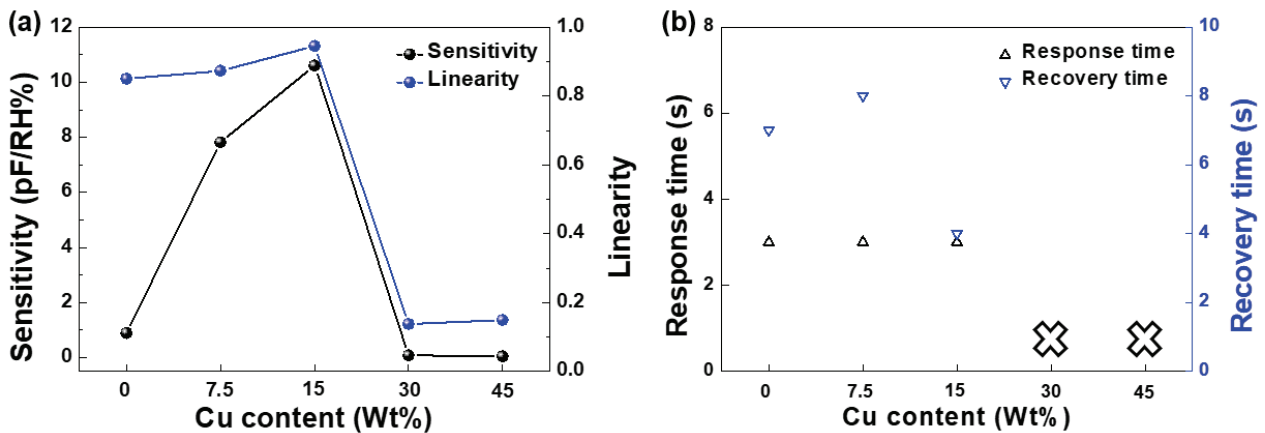 (a)
Sensitivity (pF/RH%)
12
10
8
6
4
2
0
Sensitivity
Linearity
1.0
0.8
0.6
0.4
0.2
0.0
Linearity
0 7.5 15 30 45
Cu content (Wt%)
(b)
Response time (s)
8
6
4
2
0
Response time
Recovery time
10
8
6
4
2
0
Recovery time (s)
0 7.5 15 30 45
Cu content (Wt%)